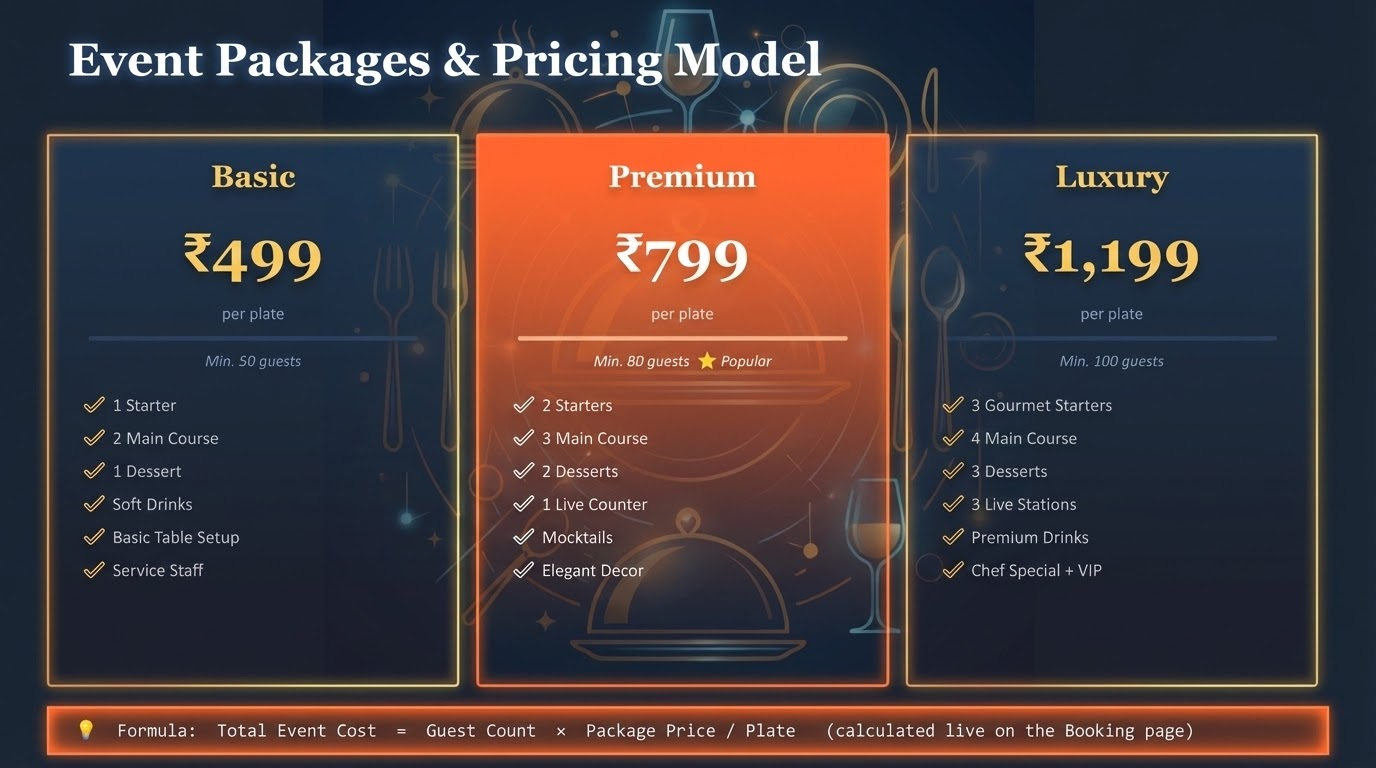 Event Packages & Pricing Model
Basic
₹499
per plate
Min. 50 guests
1 Starter
2 Main Course
1 Dessert
Soft Drinks
Basic Table Setup
Service Staff
Premium
₹799
per plate
Min. 80 guests ⭐ Popular
2 Starters
3 Main Course
2 Desserts
1 Live Counter
Mocktails
Elegant Decor
Luxury
₹1,199
per plate
Min. 100 guests
3 Gourmet Starters
4 Main Course
3 Desserts
3 Live Stations
Premium Drinks
Chef Special + VIP
Formula: Total Event Cost = Guest Count × Package Price / Plate (calculated live on the Booking page)